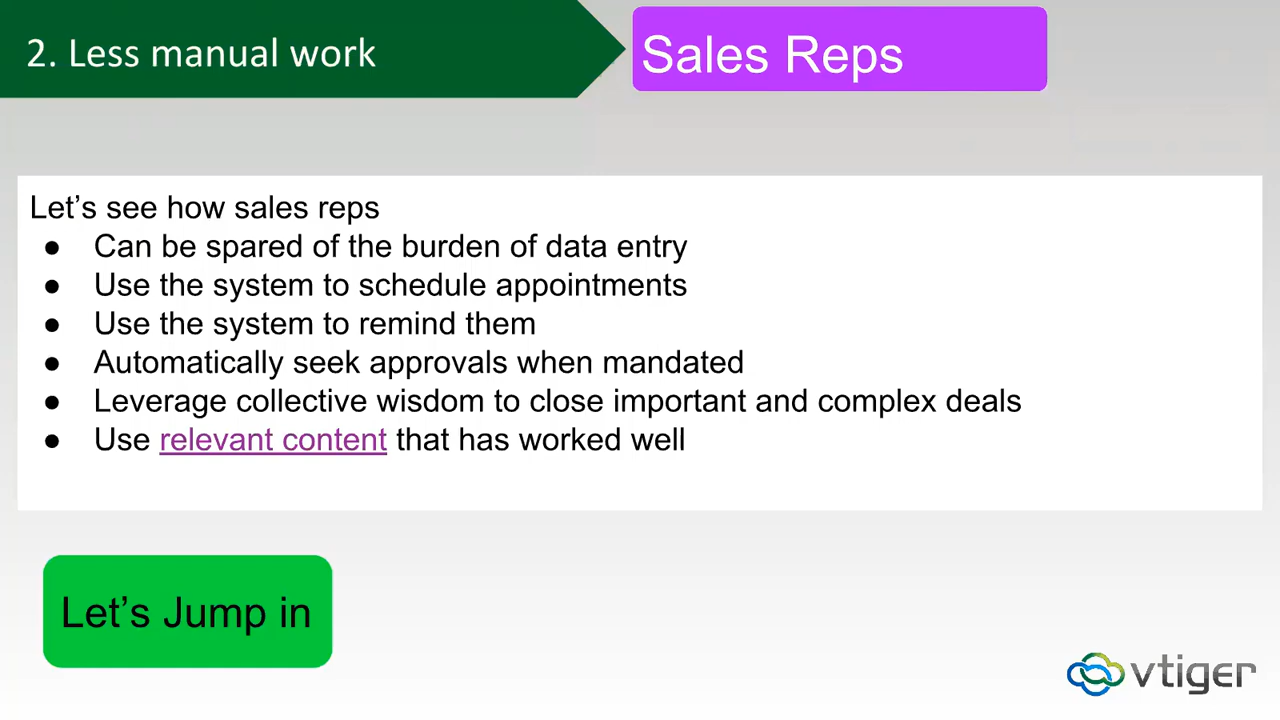 2. Less manual work
Sales Reps
Let’s see how sales reps
● Can be spared of the burden of data entry
● Use the system to schedule appointments
● Use the system to remind them
● Automatically seek approvals when mandated
● Leverage collective wisdom to close important and complex deals
● Use relevant content that has worked well
Let’s Jump in
vtiger